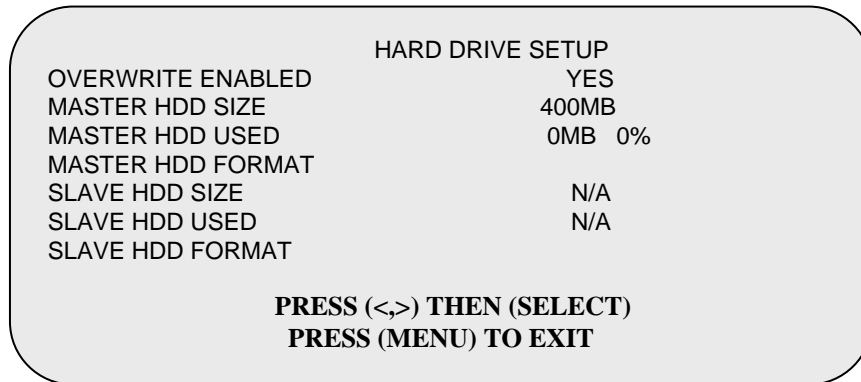 HARD DRIVE SETUP
OVERWRITE ENABLED YES
MASTER HDD SIZE 400MB
MASTER HDD USED 0MB 0%
MASTER HDD FORMAT
SLAVE HDD SIZE N/A
SLAVE HDD USED N/A
SLAVE HDD FORMAT
PRESS (<,>) THEN (SELECT)
PRESS (MENU) TO EXIT